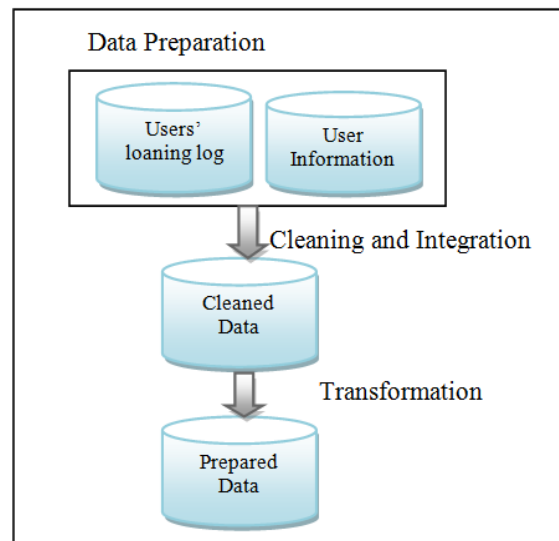 Data Preparation
Users'
loaning log
User
Information
Cleaning and Integration
Cleaned
Data
Transformation
Prepared
Data